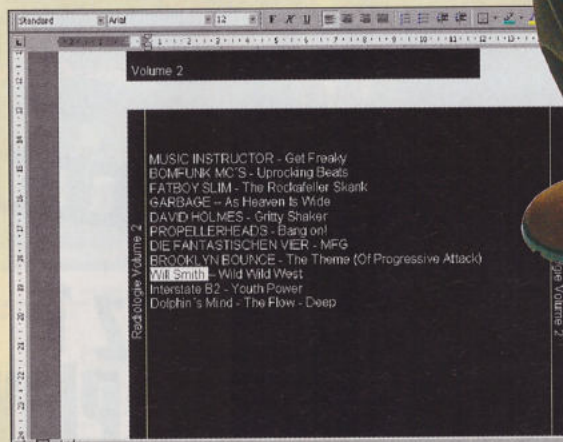 Standard Arial 12 F K U
Volume 2
Radiologie Volume 2
MUSIC INSTRUCTOR - Get Freaky
BOMFUNK MC'S - Uprocking Beats
FATBOY SLIM - The Rockafeller Skank
GARBAGE – As Heaven Is Wide
DAVID HOLMES - Gritty Shaker
PROPELLERHEADS - Bang on!
DIE FANTASTISCHEN VIER - MFG
BROOKLYN BOUNCE - The Theme (Of Progressive Attack)
Will Smith – Wild Wild West
Interstate B2 - Youth Power
Dolphin´s Mind - The Flow - Deep
gie Volume 2